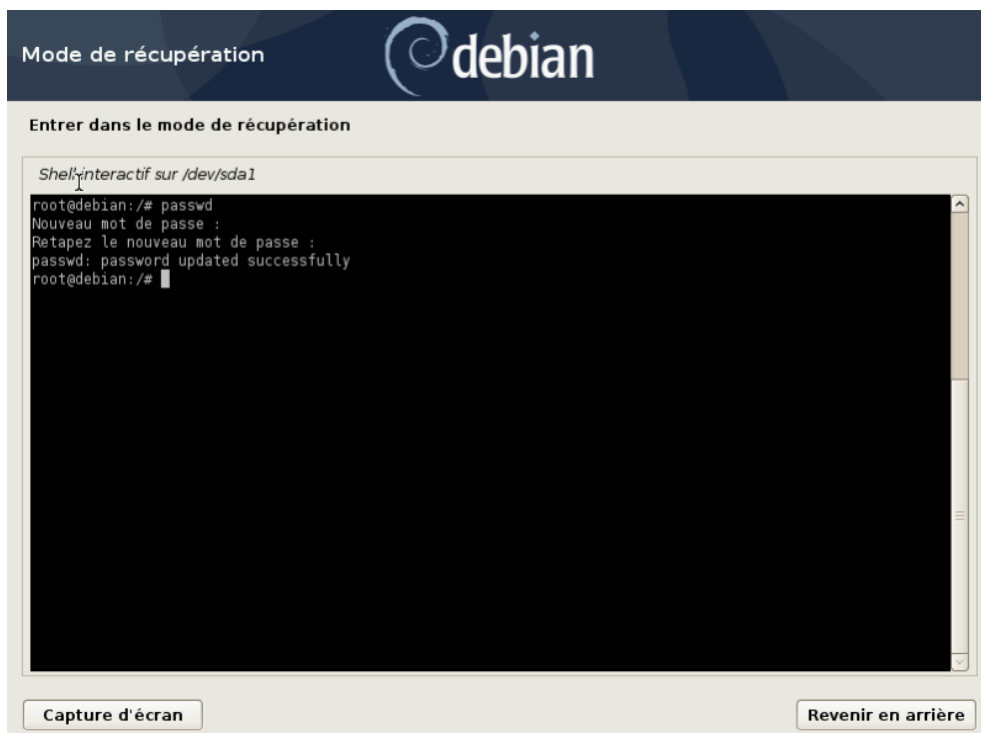 Mode de récupération
debian
Entrer dans le mode de récupération
Shell interactif sur /dev/sda1
root@debian:/# passwd
Nouveau mot de passe :
Retapez le nouveau mot de passe :
passwd: password updated successfully
root@debian:/#
Capture d'écran
Revenir en arrière